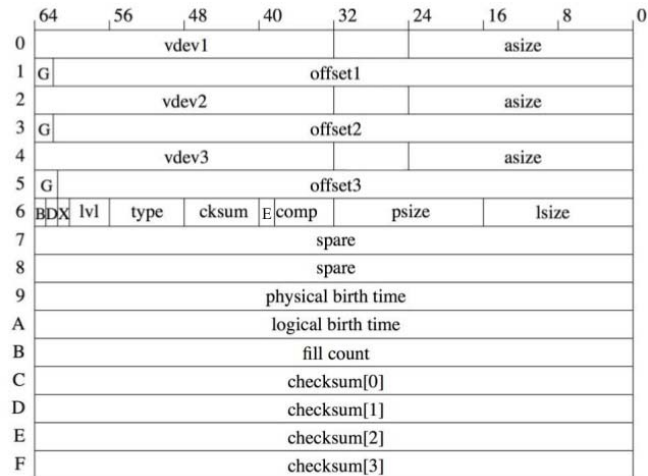 64 56 48 40 32 24 16 8 0
0 vdev1 asize
1 G offset1
2 vdev2 asize
3 G offset2
4 vdev3 asize
5 G offset3
6 B D X lvl type cksum E comp psize lsize
7 spare
8 spare
9 physical birth time
A logical birth time
B fill count
C checksum[0]
D checksum[1]
E checksum[2]
F checksum[3]